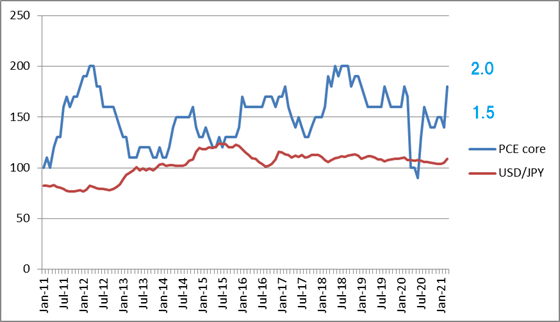 250
200
150
100
50
0
2.0
1.5
PCE core
USD/JPY
Jan-11
Jul-11
Jan-12
Jul-12
Jan-13
Jul-13
Jan-14
Jul-14
Jan-15
Jul-15
Jan-16
Jul-16
Jan-17
Jul-17
Jan-18
Jul-18
Jan-19
Jul-19
Jan-20
Jul-20
Jan-21